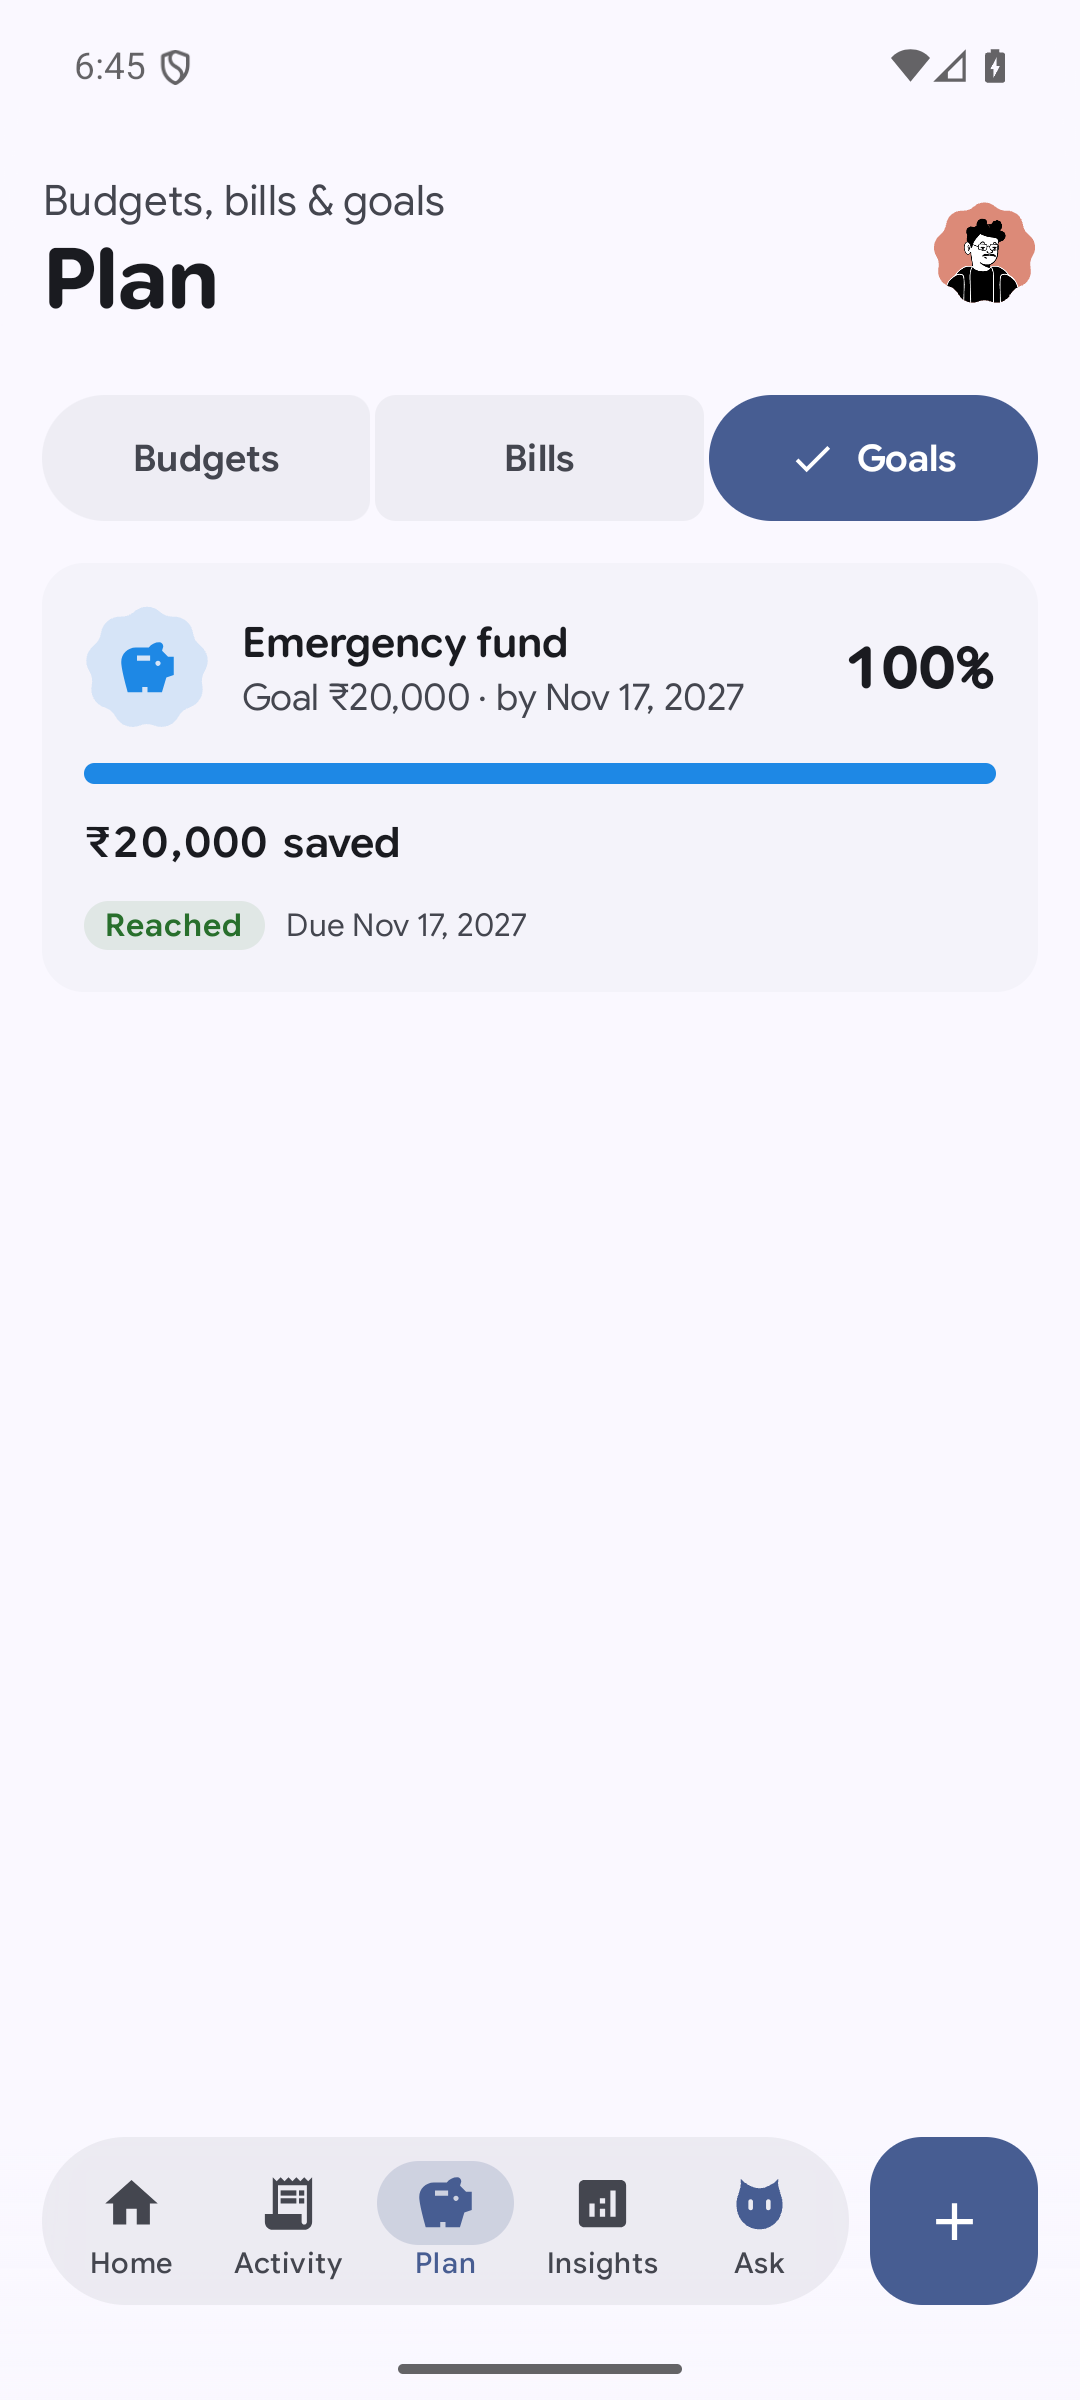 6:45
Budgets, bills & goals
Plan
Budgets
Bills
Goals
Emergency fund
Goal ₹20,000 · by Nov 17, 2027
100%
₹20,000 saved
Reached
Due Nov 17, 2027
Home
Activity
Plan
Insights
Ask